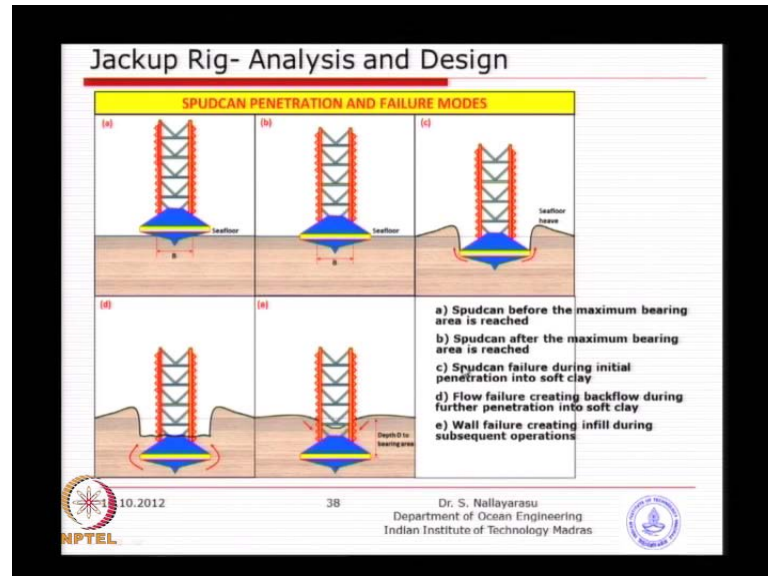 Jackup Rig- Analysis and Design
SPUDCAN PENETRATION AND FAILURE MODES
(a)
Seafloor
B
(b)
Seafloor
B
(c)
Seafloor
heave
(d)
(e)
Depth D to
bearing area
a) Spudcan before the maximum bearing
area is reached
b) Spudcan after the maximum bearing
area is reached
c) Spudcan failure during initial
penetration into soft clay
d) Flow failure creating backflow during
further penetration into soft clay
e) Wall failure creating infill during
subsequent operations
.10.2012
38
Dr. S. Nallayarasu
Department of Ocean Engineering
Indian Institute of Technology Madras
NPTEL